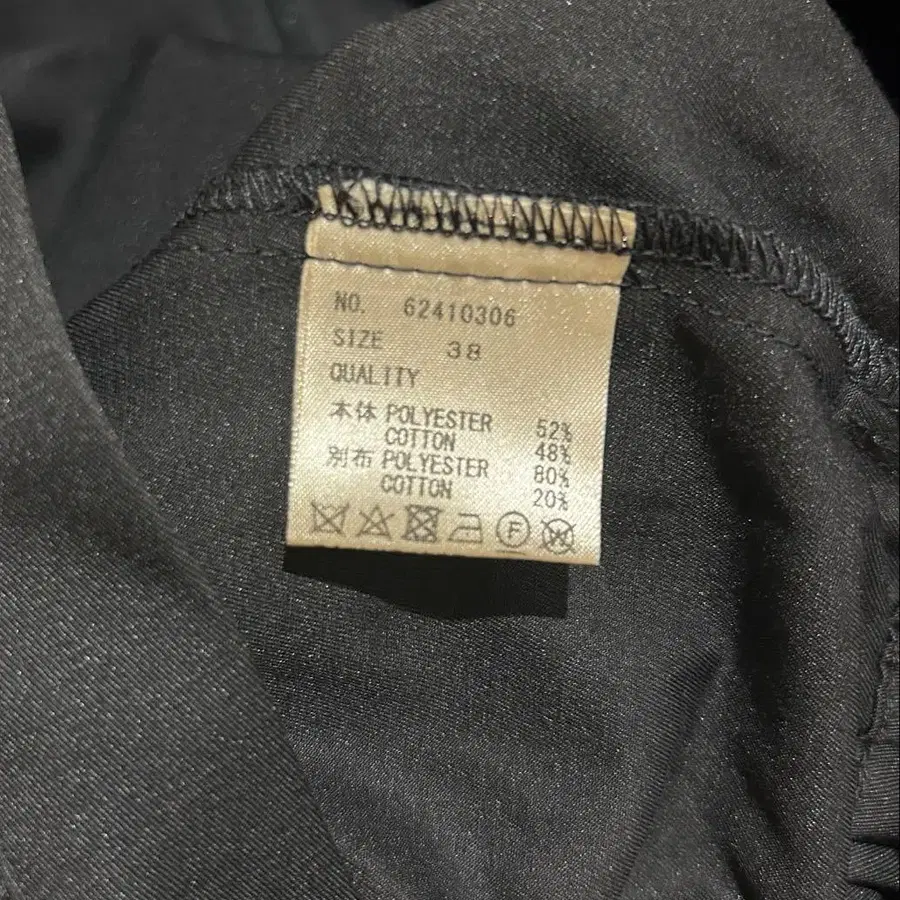 NO. 62410306
SIZE 38
QUALITY
本体 POLYESTER 52%
COTTON 48%
別布 POLYESTER 80%
COTTON 20%
F W